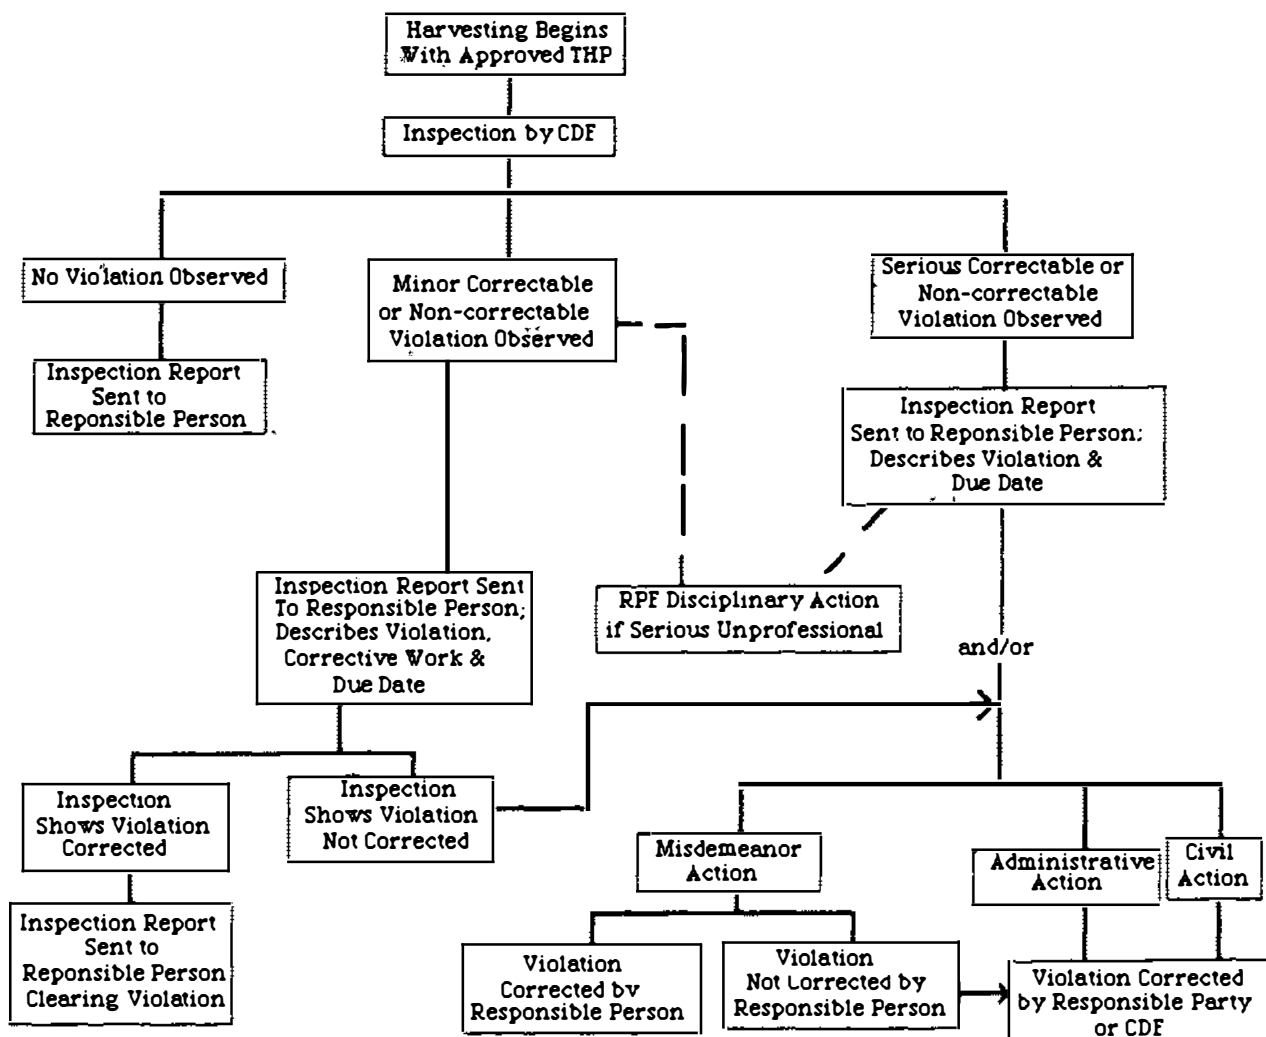 Harvesting Begins
With Approved THP
Inspection by CDF
No Violation Observed
Minor Correctable
or Non-correctable
Violation Observed
Serious Correctable or
Non-correctable
Violation Observed
Inspection Report
Sent to
Reponsible Person
Inspection Report
Sent to Reponsible Person;
Describes Violation &
Due Date
Inspection Report Sent
To Responsible Person;
Describes Violation,
Corrective Work &
Due Date
RPF Disciplinary Action
if Serious Unprofessional
and/or
Inspection
Shows Violation
Corrected
Inspection
Shows Violation
Not Corrected
Misdemeanor
Action
Administrative
Action
Civil
Action
Inspection Report
Sent to
Reponsible Person
Clearing Violation
Violation
Corrected by
Responsible Person
Violation
Not Corrected by
Responsible Person
Violation Corrected
by Responsible Party
or CDF